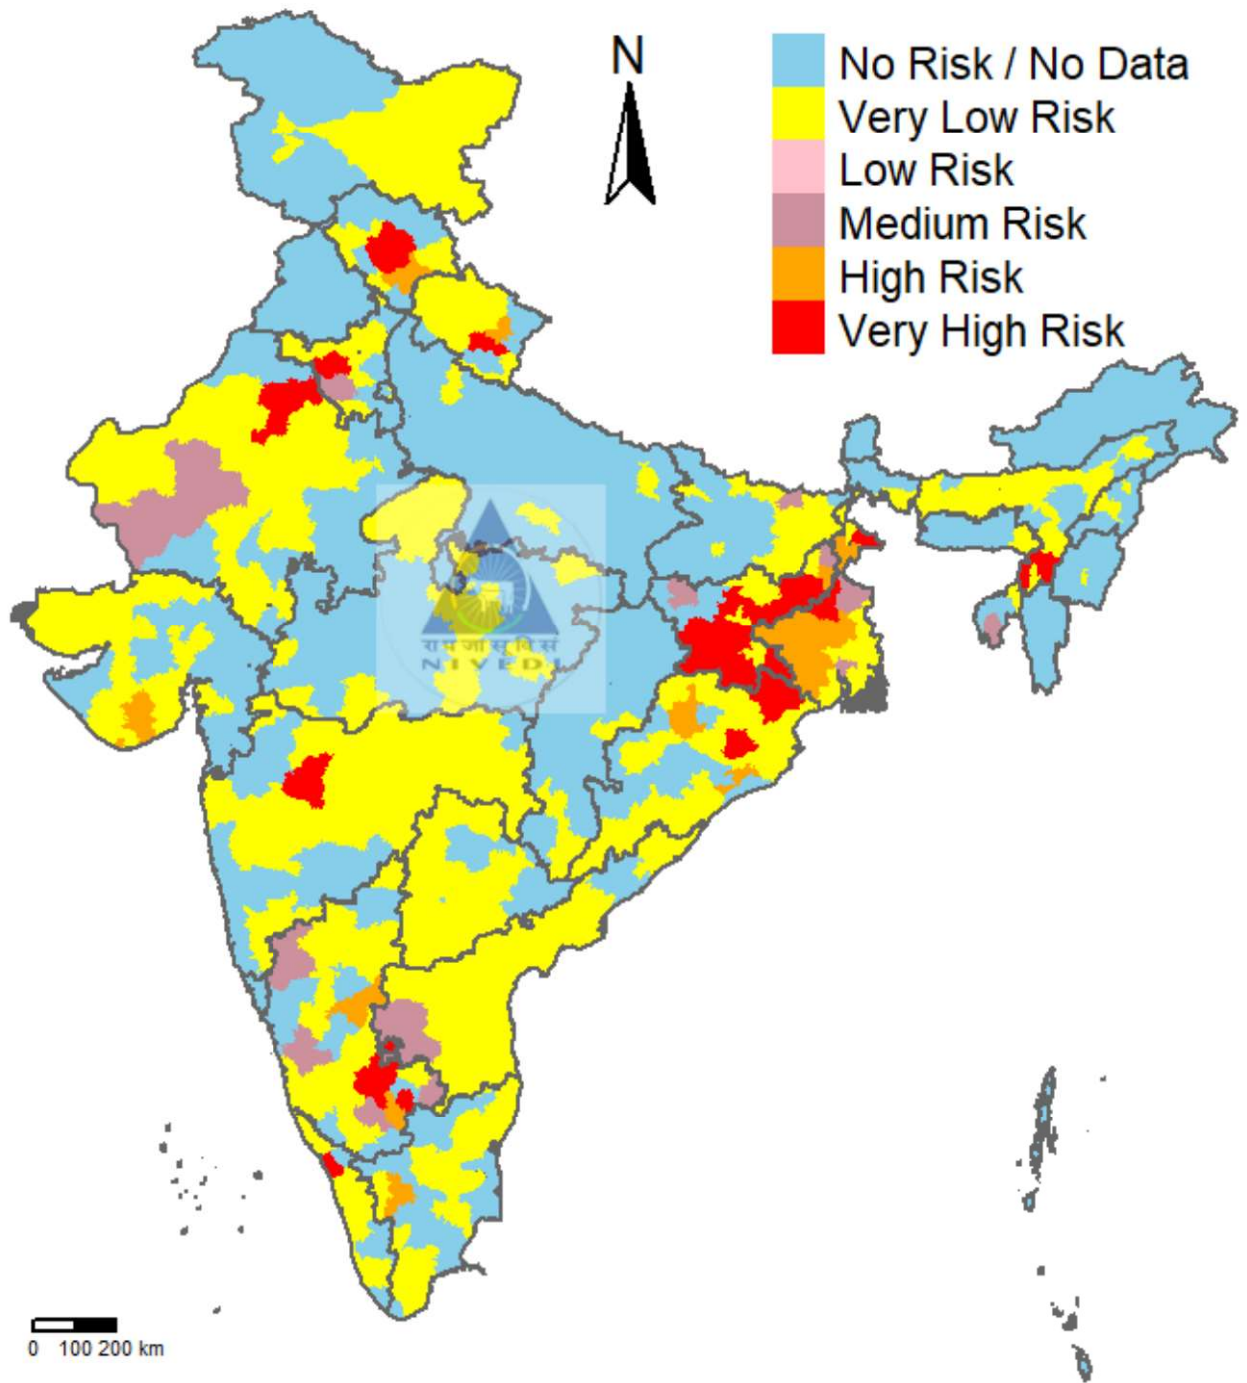 N
No Risk / No Data
Very Low Risk
Low Risk
Medium Risk
High Risk
Very High Risk
रा प जा सू वि सं
NIVEDI
0 100 200 km